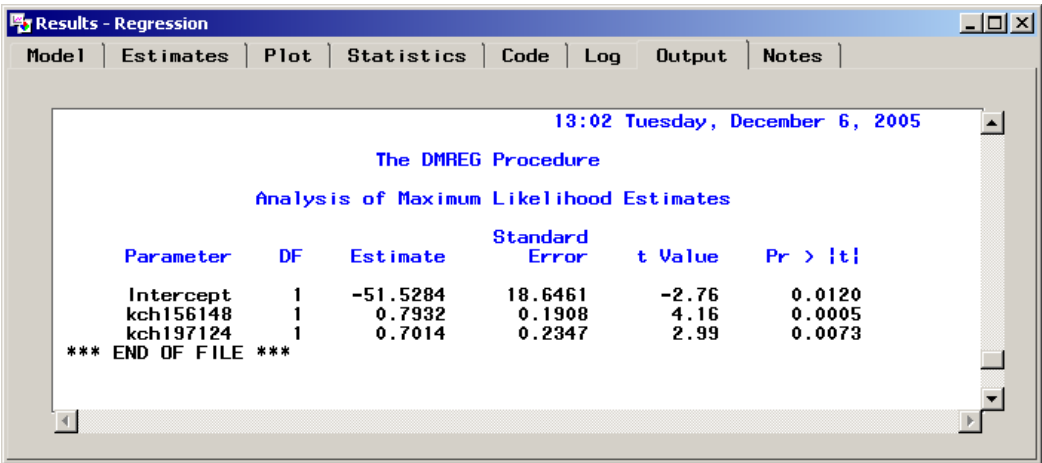 Results - Regression
Model Estimates Plot Statistics Code Log Output Notes
13:02 Tuesday, December 6, 2005
The DMREG Procedure
Analysis of Maximum Likelihood Estimates
Standard
Parameter DF Estimate Error t Value Pr > |t|
Intercept 1 -51.5284 18.6461 -2.76 0.0120
kch156148 1 0.7932 0.1908 4.16 0.0005
kch197124 1 0.7014 0.2347 2.99 0.0073
*** END OF FILE ***